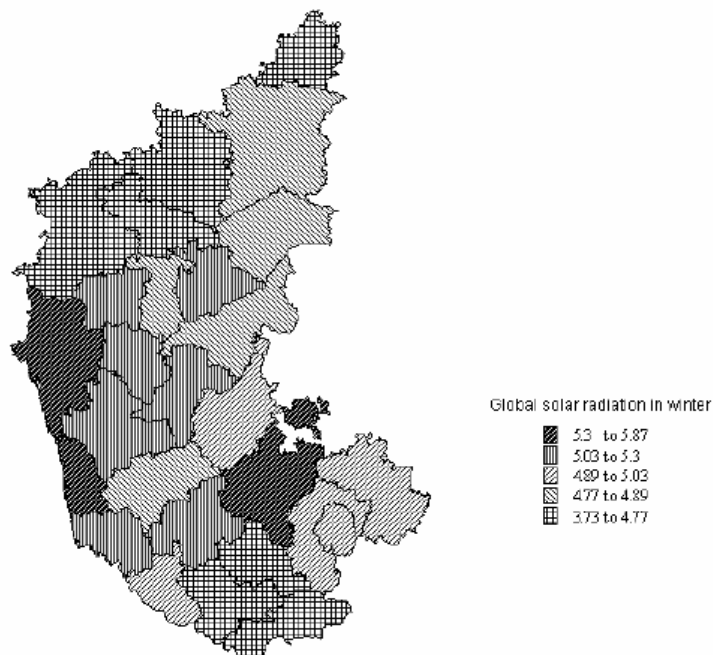 Global solar radiation in winter
5.3 to 5.87
5.03 to 5.3
4.89 to 5.03
4.77 to 4.89
3.73 to 4.77